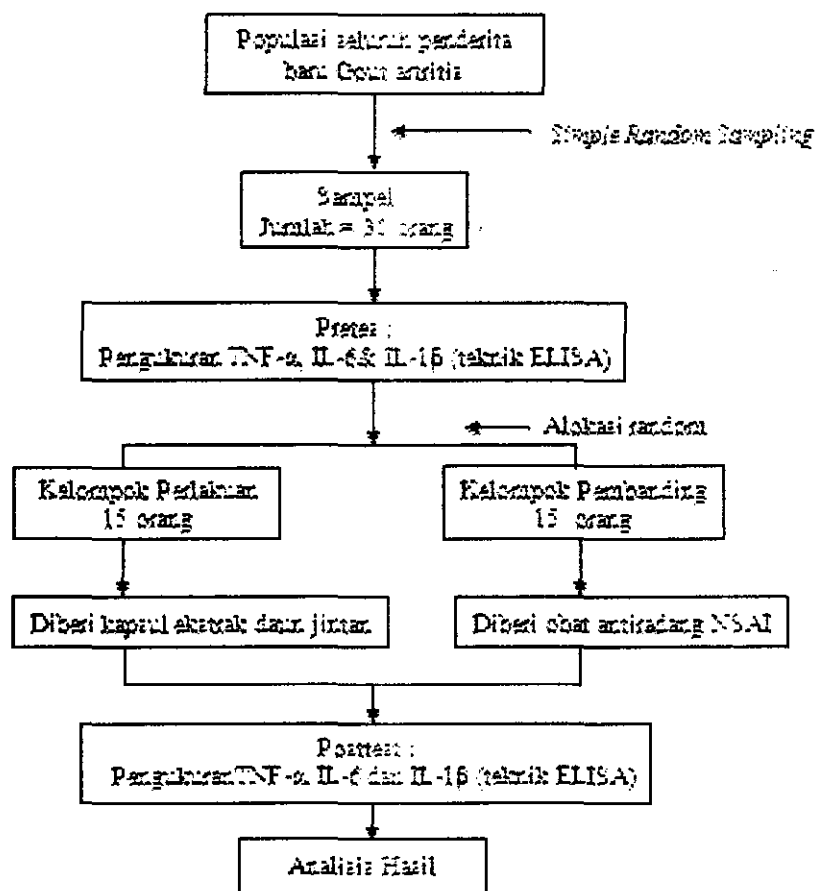 Populasi seluruh penderita
baru Gout artritis
Simple Random Sampling
Sampel
Jumlah = 30 orang
Pretes :
Pengukuran TNF-α, IL-6& IL-1β (teknik ELISA)
Alokasi random
Kelompok Perlakuan
15 orang
Kelompok Pembanding
15 orang
Diberi kapsul ekstrak daun jintan
Diberi obat antiradang NSAI
Posttest :
Pengukuran TNF-α, IL-6 dan IL-1β (teknik ELISA)
Analisis Hasil